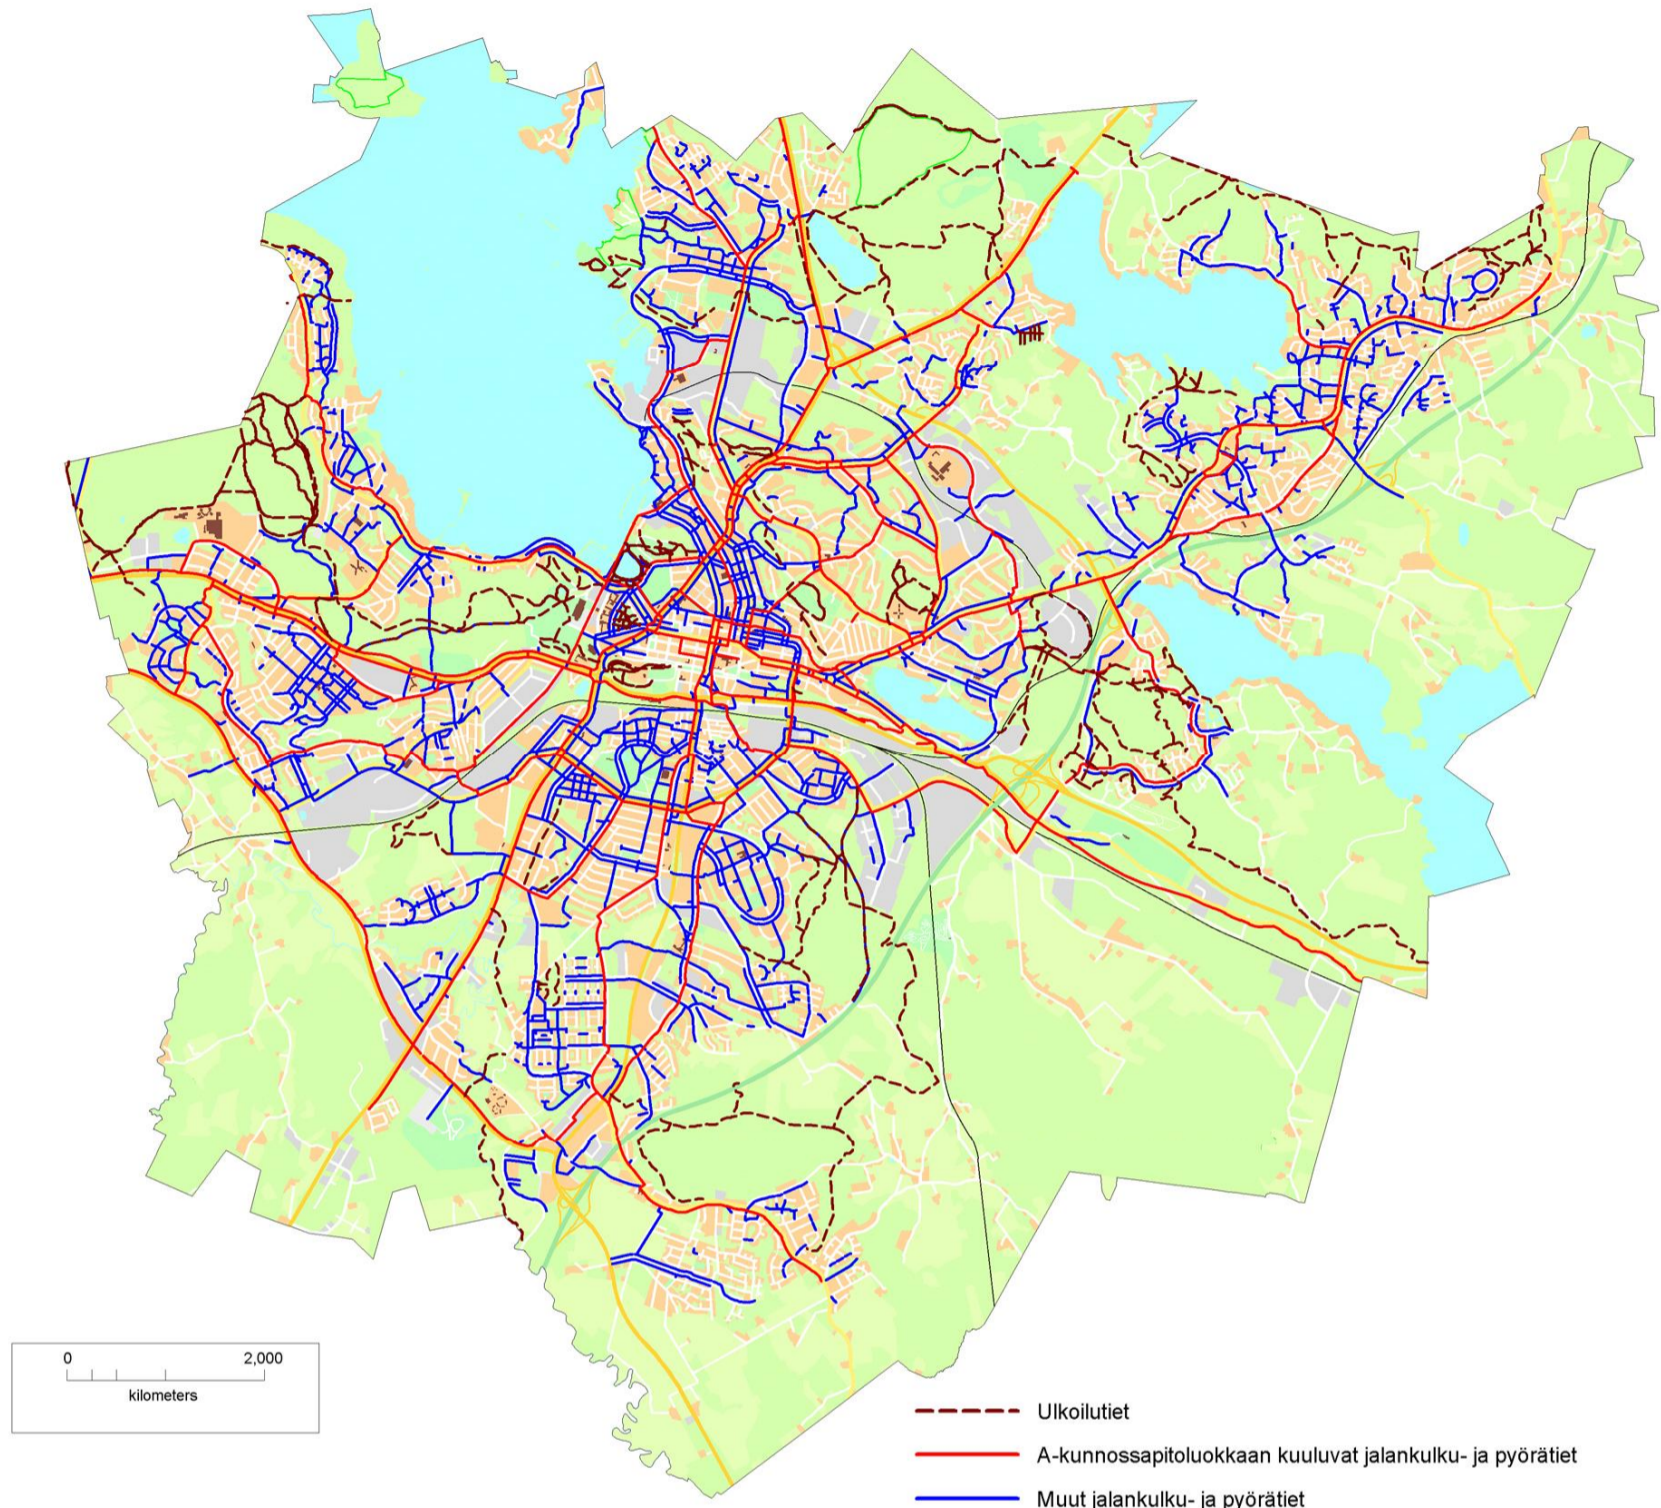 0 2,000
kilometers
Ulkoilutiet
A-kunnossapitoluokkaan kuuluvat jalankulku- ja pyörätiet
Muut jalankulku- ja pyörätiet